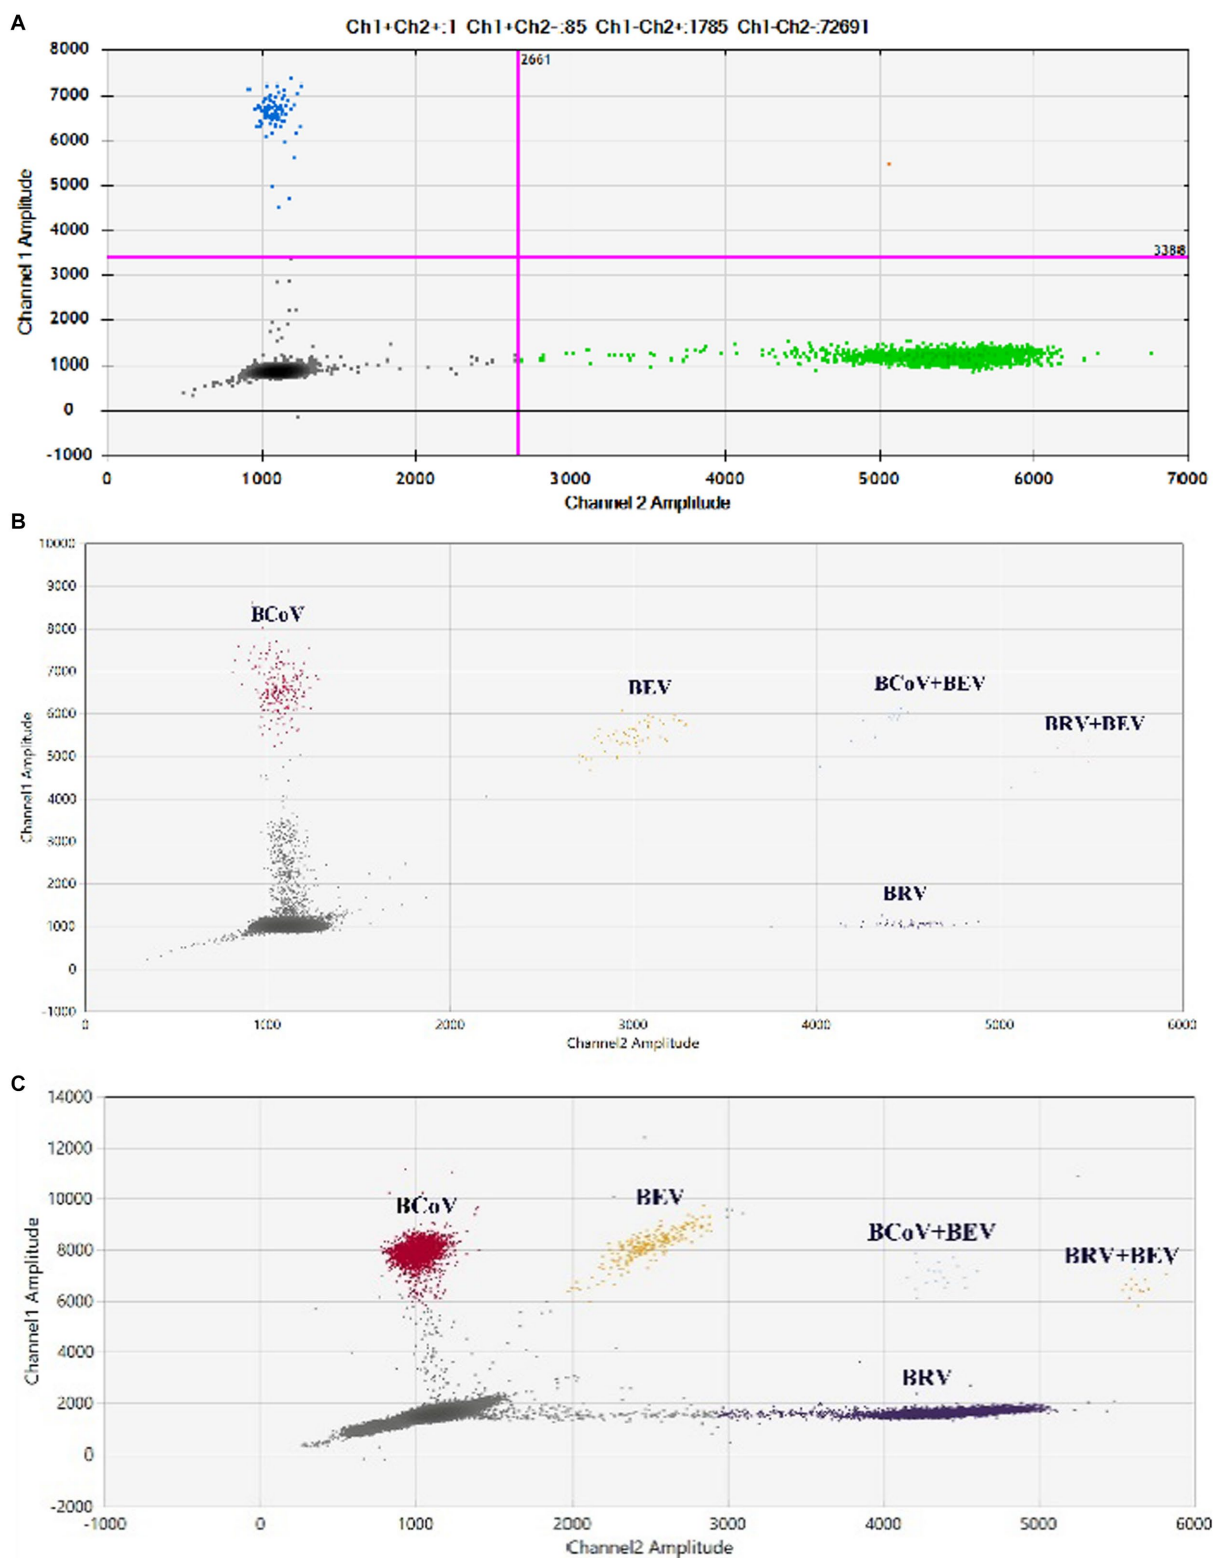 A
Ch1+Ch2+:1 Ch1+Ch2-:85 Ch1-Ch2+:1785 Ch1-Ch2-:72691
8000
7000
6000
5000
4000
3000
2000
1000
0
-1000
Channel 1 Amplitude
2661
3388
0 1000 2000 3000 4000 5000 6000 7000
Channel 2 Amplitude
B
10000
9000
8000
7000
6000
5000
4000
3000
2000
1000
0
-1000
Channel1 Amplitude
BCoV
BEV
BCoV+BEV
BRV+BEV
BRV
0 1000 2000 3000 4000 5000 6000
Channel2 Amplitude
C
14000
12000
10000
8000
6000
4000
2000
0
-2000
Channel1 Amplitude
BCoV
BEV
BCoV+BEV
BRV+BEV
BRV
-1000 0 1000 2000 3000 4000 5000 6000
Channel2 Amplitude